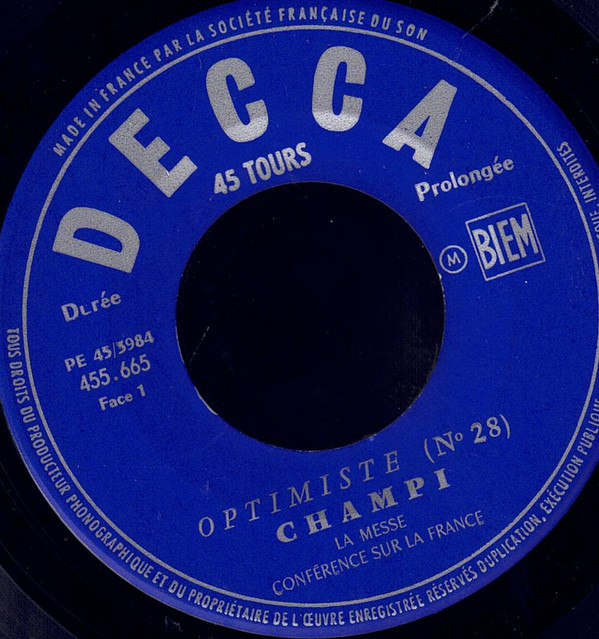 MADE IN FRANCE PAR LA SOCIÉTÉ FRANÇAISE DU SON
DECCA
45 TOURS
Durée Prolongée
M BIEM
PE 45/3984
455.665
Face 1
OPTIMISTE (No 28)
CHAMPI
LA MESSE
CONFÉRENCE SUR LA FRANCE
TOUS DROITS DU PRODUCTEUR PHONOGRAPHIQUE ET DU PROPRIÉTAIRE DE L'ŒUVRE ENREGISTRÉE RÉSERVÉS DUPLICATION, EXÉCUTION PUBLIQUE INTERDITES